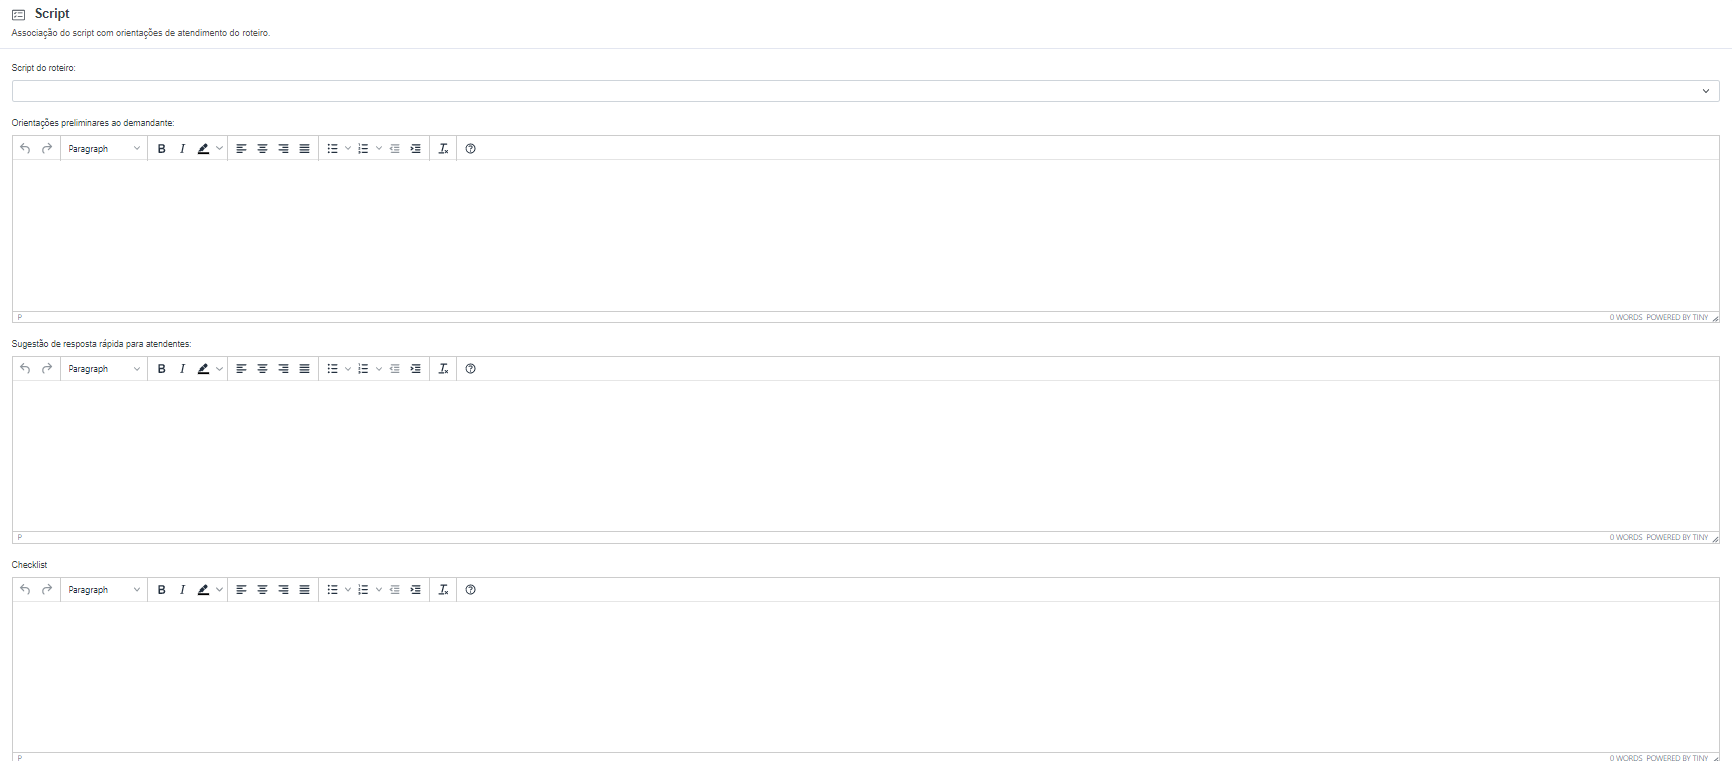 Script
Associação do script com orientações de atendimento do roteiro.
Script do roteiro:
Orientações preliminares ao demandante:
Paragraph B I
P 0 WORDS POWERED BY TINY
Sugestão de resposta rápida para atendentes:
Paragraph B I
P 0 WORDS POWERED BY TINY
Checklist
Paragraph B I
P 0 WORDS POWERED BY TINY